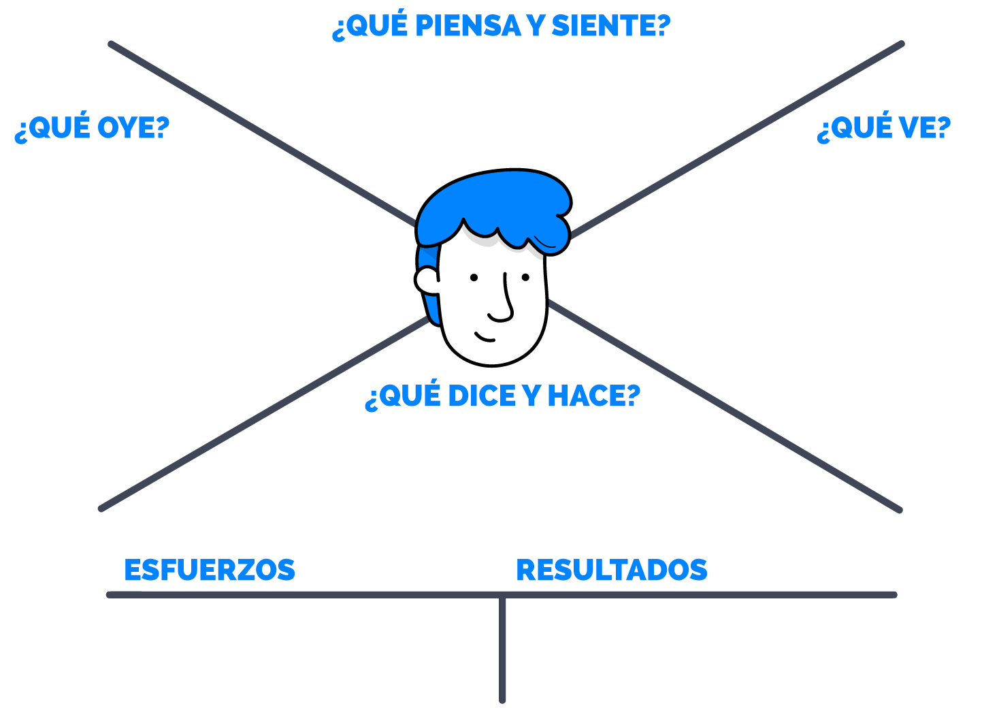 ¿QUÉ PIENSA Y SIENTE?
¿QUÉ OYE?
¿QUÉ VE?
¿QUÉ DICE Y HACE?
ESFUERZOS
RESULTADOS